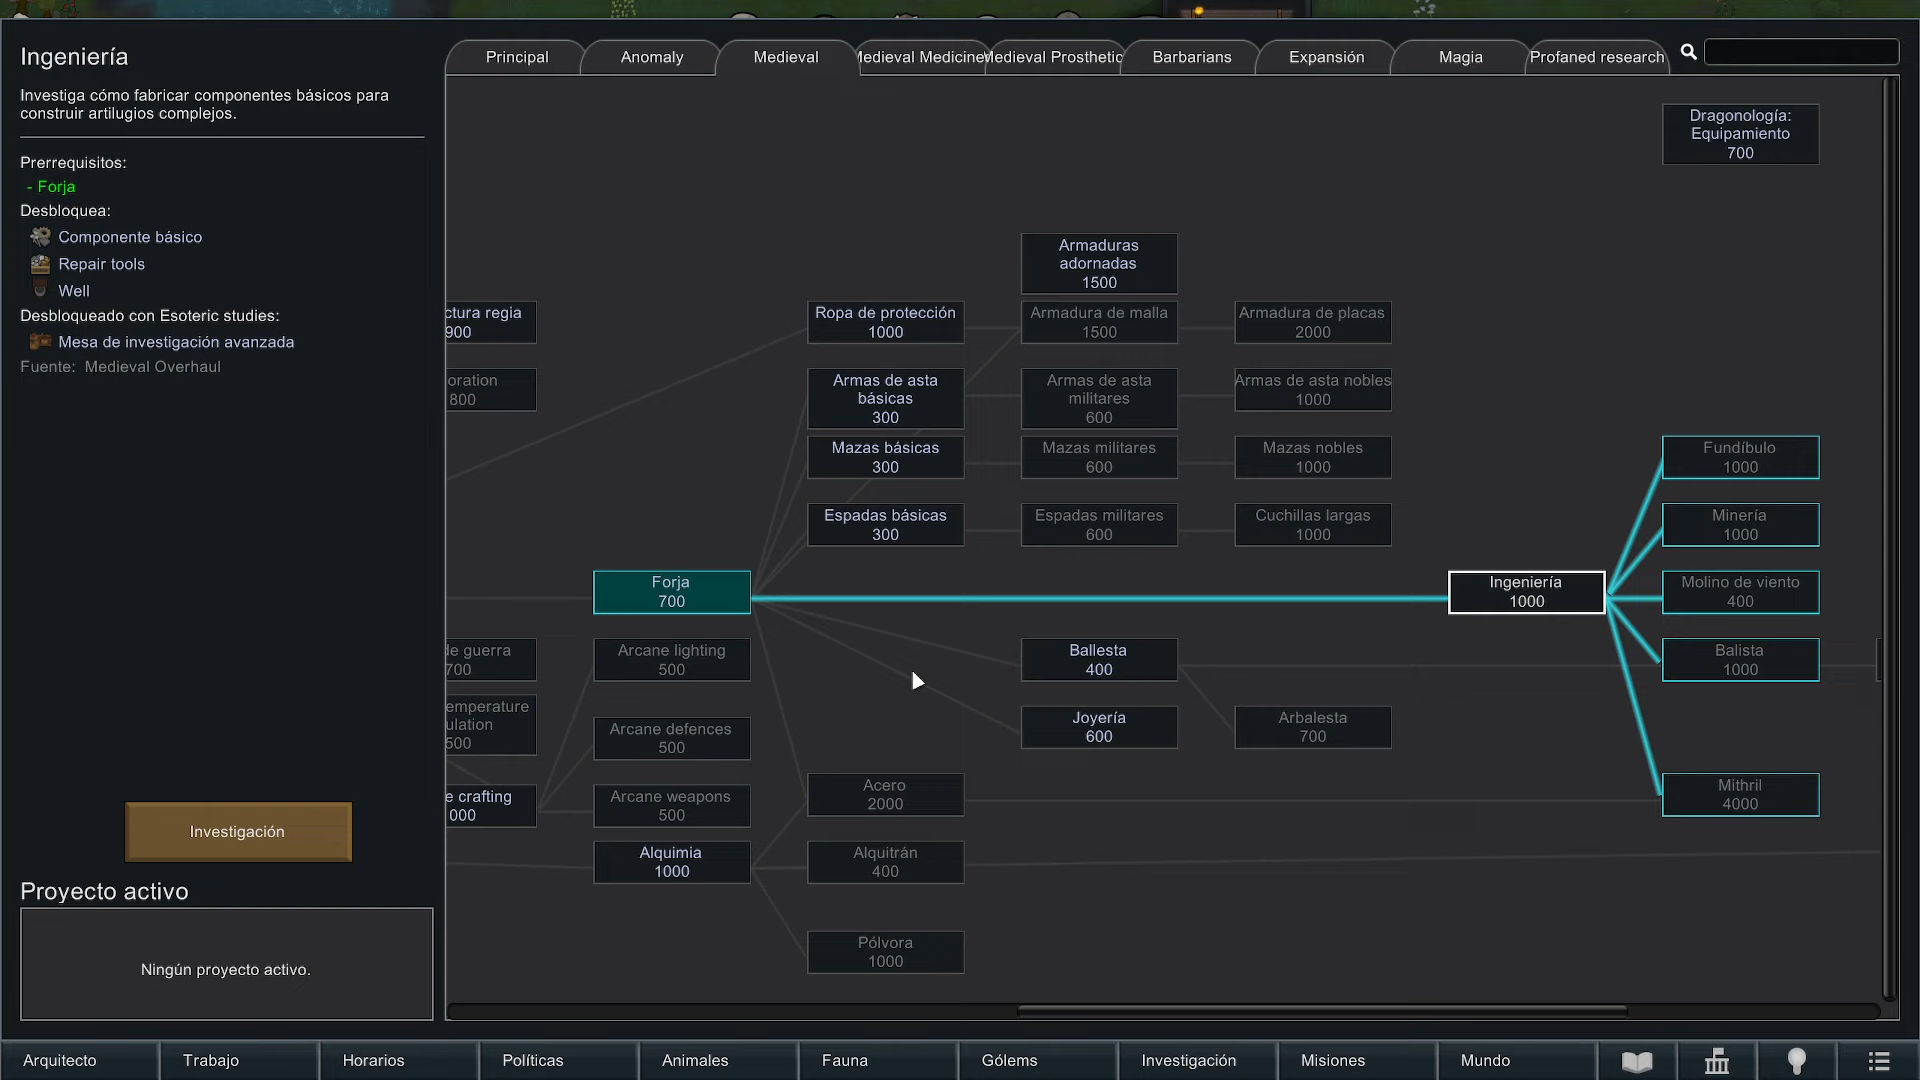 Ingeniería
Investiga cómo fabricar componentes básicos para
construir artilugios complejos.
Prerrequisitos:
- Forja
Desbloquea:
Componente básico
Repair tools
Well
Desbloqueado con Esoteric studies:
Mesa de investigación avanzada
Fuente: Medieval Overhaul
Investigación
Proyecto activo
Ningún proyecto activo.
Principal
Anomaly
Medieval
Medieval Medicine
Medieval Prosthetic
Barbarians
Expansión
Magia
Profaned research
Dragonología:
Equipamiento
700
Armaduras
adornadas
1500
ctura regia
900
Ropa de protección
1000
Armadura de malla
1500
Armadura de placas
2000
oration
800
Armas de asta
básicas
300
Armas de asta
militares
600
Armas de asta nobles
1000
Mazas básicas
300
Mazas militares
600
Mazas nobles
1000
Fundíbulo
1000
Espadas básicas
300
Espadas militares
600
Cuchillas largas
1000
Minería
1000
Forja
700
Ingeniería
1000
Molino de viento
400
de guerra
700
Arcane lighting
500
Ballesta
400
Balista
1000
emperature
ulation
500
Arcane defences
500
Joyería
600
Arbalesta
700
e crafting
000
Arcane weapons
500
Acero
2000
Mithril
4000
Alquimia
1000
Alquitrán
400
Pólvora
1000
Arquitecto
Trabajo
Horarios
Políticas
Animales
Fauna
Gólems
Investigación
Misiones
Mundo